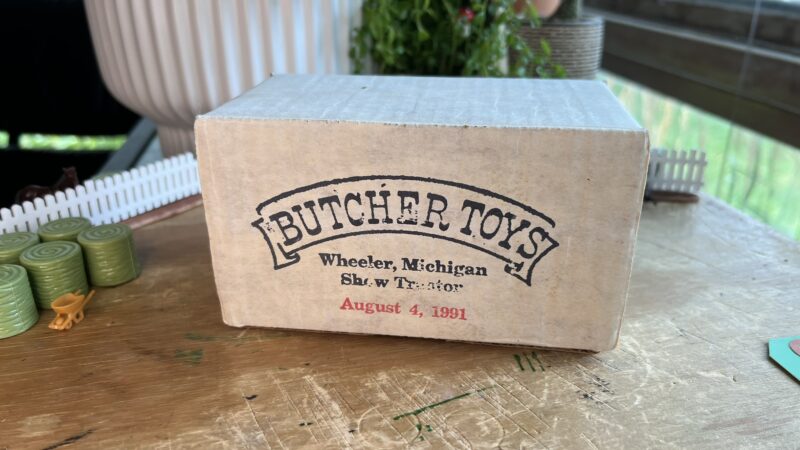 BUTCHER TOYS
Wheeler, Michigan
Show Tractor
August 4, 1991